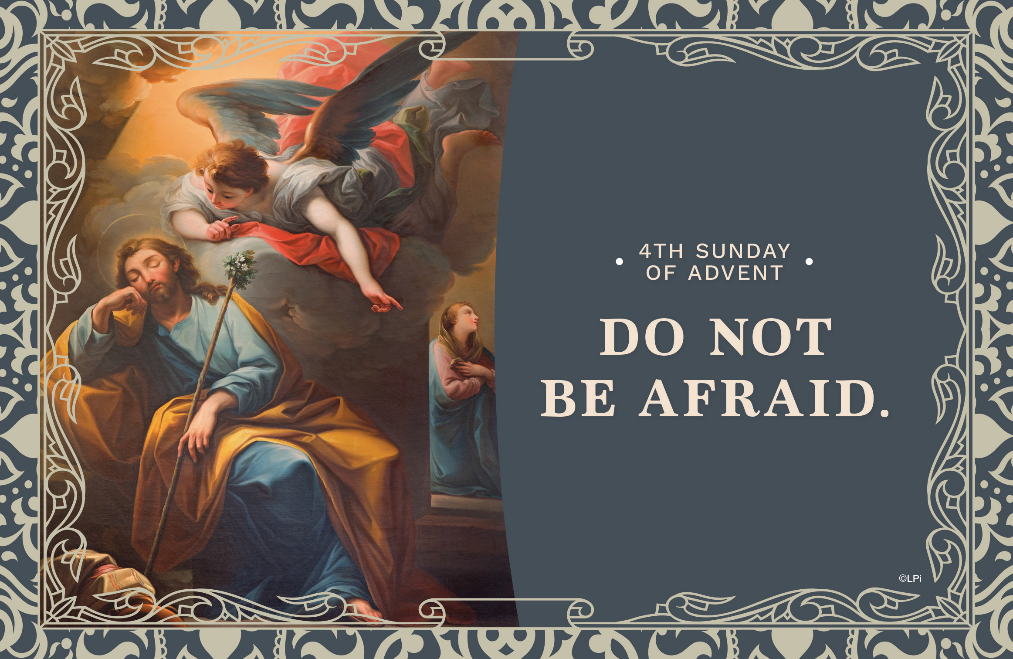 4TH SUNDAY
OF ADVENT
DO NOT
BE AFRAID.
©LPi